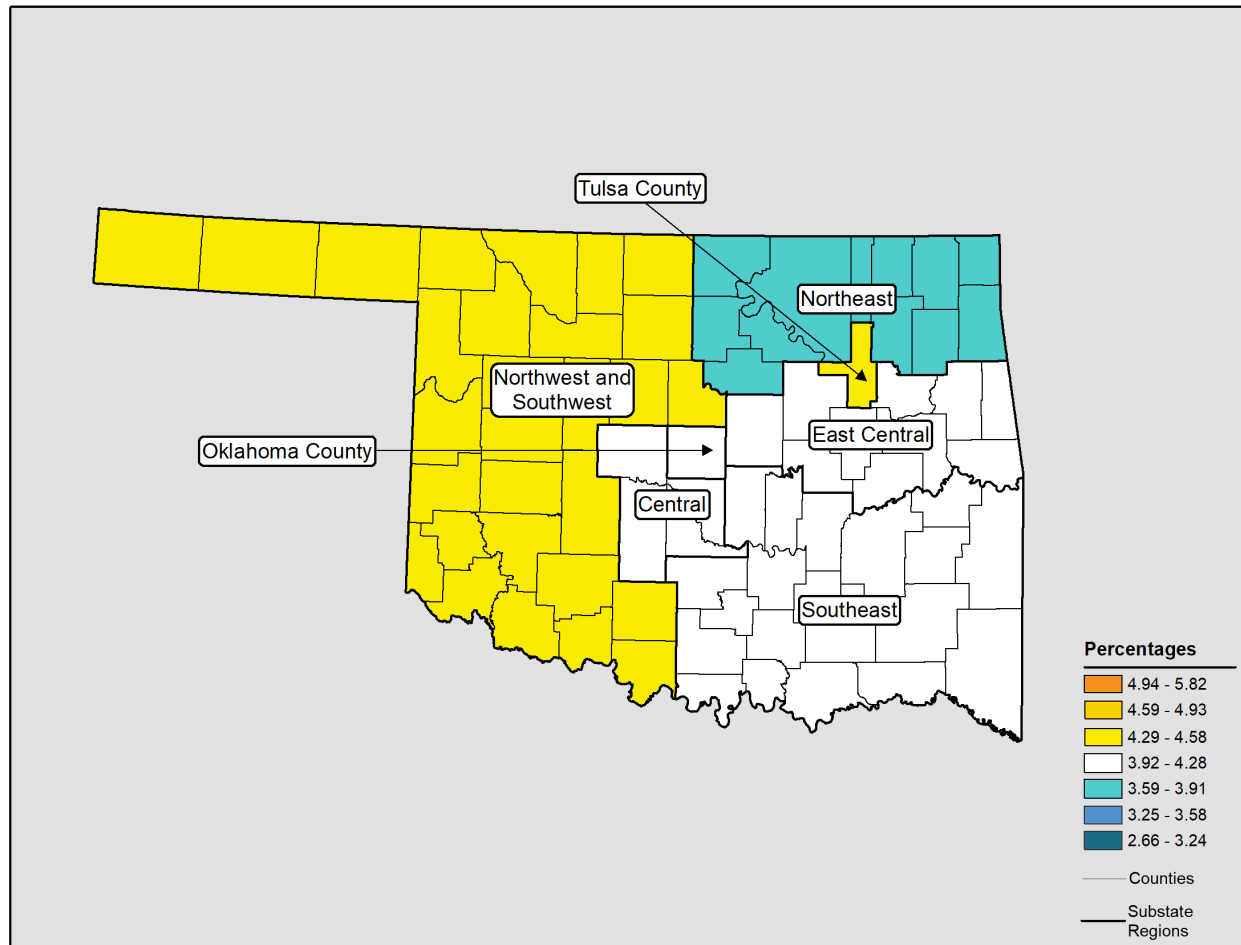 Tulsa County
Northeast
Northwest and
Southwest
East Central
Oklahoma County
Central
Southeast
Percentages
4.94 - 5.82
4.59 - 4.93
4.29 - 4.58
3.92 - 4.28
3.59 - 3.91
3.25 - 3.58
2.66 - 3.24
Counties
Substate
Regions